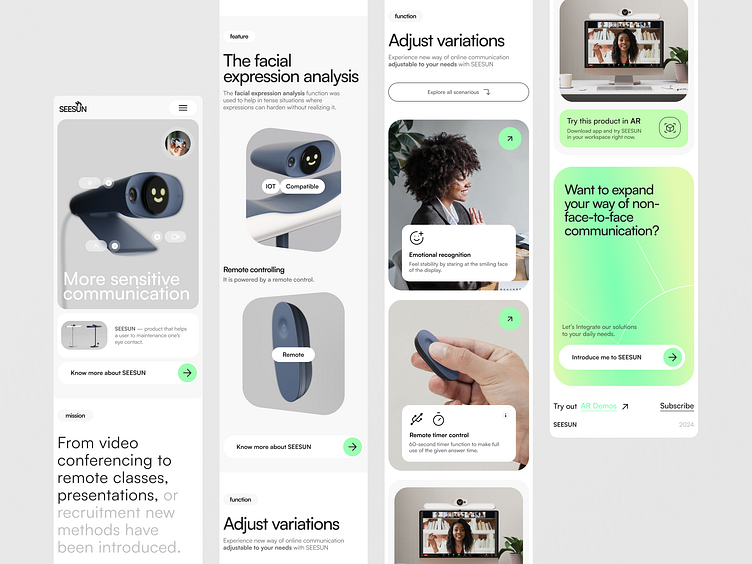 SEESUN
More sensitive
communication
SEESUN — product that helps
a user to maintenance one's
eye contact.
Know more about SEESUN
mission
From video
conferencing to
remote classes,
presentations, or
recruitment new
methods have
been introduced.
feature
The facial
expression analysis
The facial expression analysis function was
used to help in tense situations where
expressions can harden without realizing it.
IOT
Compatible
Remote controlling
It is powered by a remote control.
Remote
Know more about SEESUN
function
Adjust variations
Experience new way of online communication
adjustable to your needs with SEESUN
function
Adjust variations
Experience new way of online communication
adjustable to your needs with SEESUN
Explore all scenarious
Emotional recognition
Feel stability by staring at the smiling face
of the display.
Remote timer control
60-second timer function to make full
use of the given answer time.
Try this product in AR
Download app and try SEESUN
in your workspace right now.
Want to expand
your way of non-
face-to-face
communication?
Let's Integrate our solutions
to your daily needs.
Introduce me to SEESUN
Try out AR Demos
Subscribe
SEESUN
2024